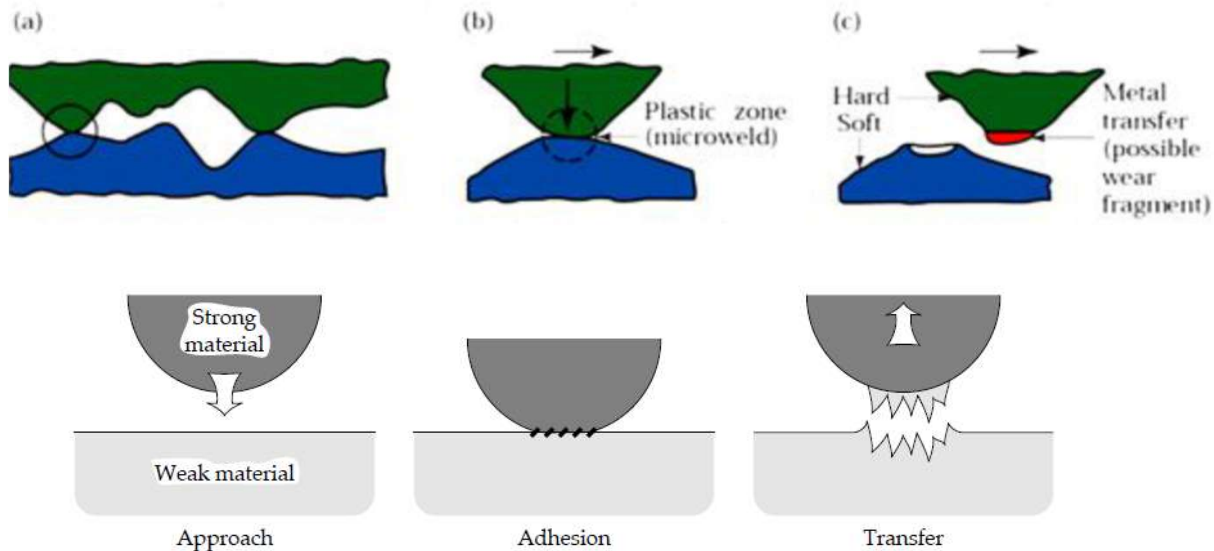 (a)
(b)
(c)
Plastic zone
(microweld)
Hard
Soft
Metal
transfer
(possible
wear
fragment)
Strong
material
Weak material
Approach
Adhesion
Transfer